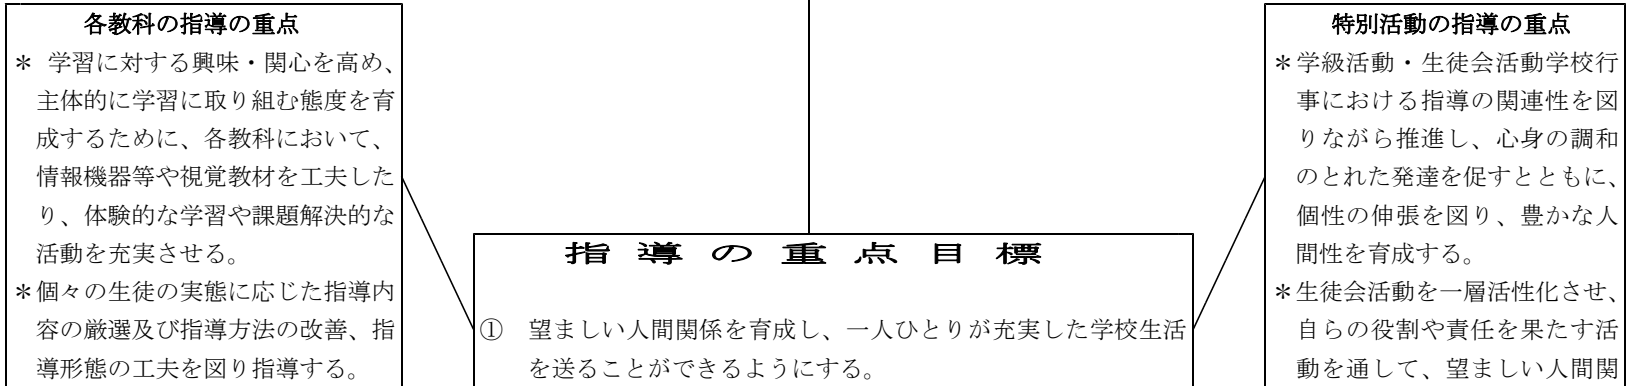 各教科の指導の重点
＊ 学習に対する興味・関心を高め、
主体的に学習に取り組む態度を育
成するために、各教科において、
情報機器等や視覚教材を工夫した
り、体験的な学習や課題解決的な
活動を充実させる。
＊個々の生徒の実態に応じた指導内
容の厳選及び指導方法の改善、指
導形態の工夫を図り指導する。
指導の重点目標
① 望ましい人間関係を育成し、一人ひとりが充実した学校生活
を送ることができるようにする。
特別活動の指導の重点
＊学級活動・生徒会活動学校行
事における指導の関連性を図
りながら推進し、心身の調和
のとれた発達を促すとともに、
個性の伸張を図り、豊かな人
間性を育成する。
＊生徒会活動を一層活性化させ、
自らの役割や責任を果たす活
動を通して、望ましい人間関